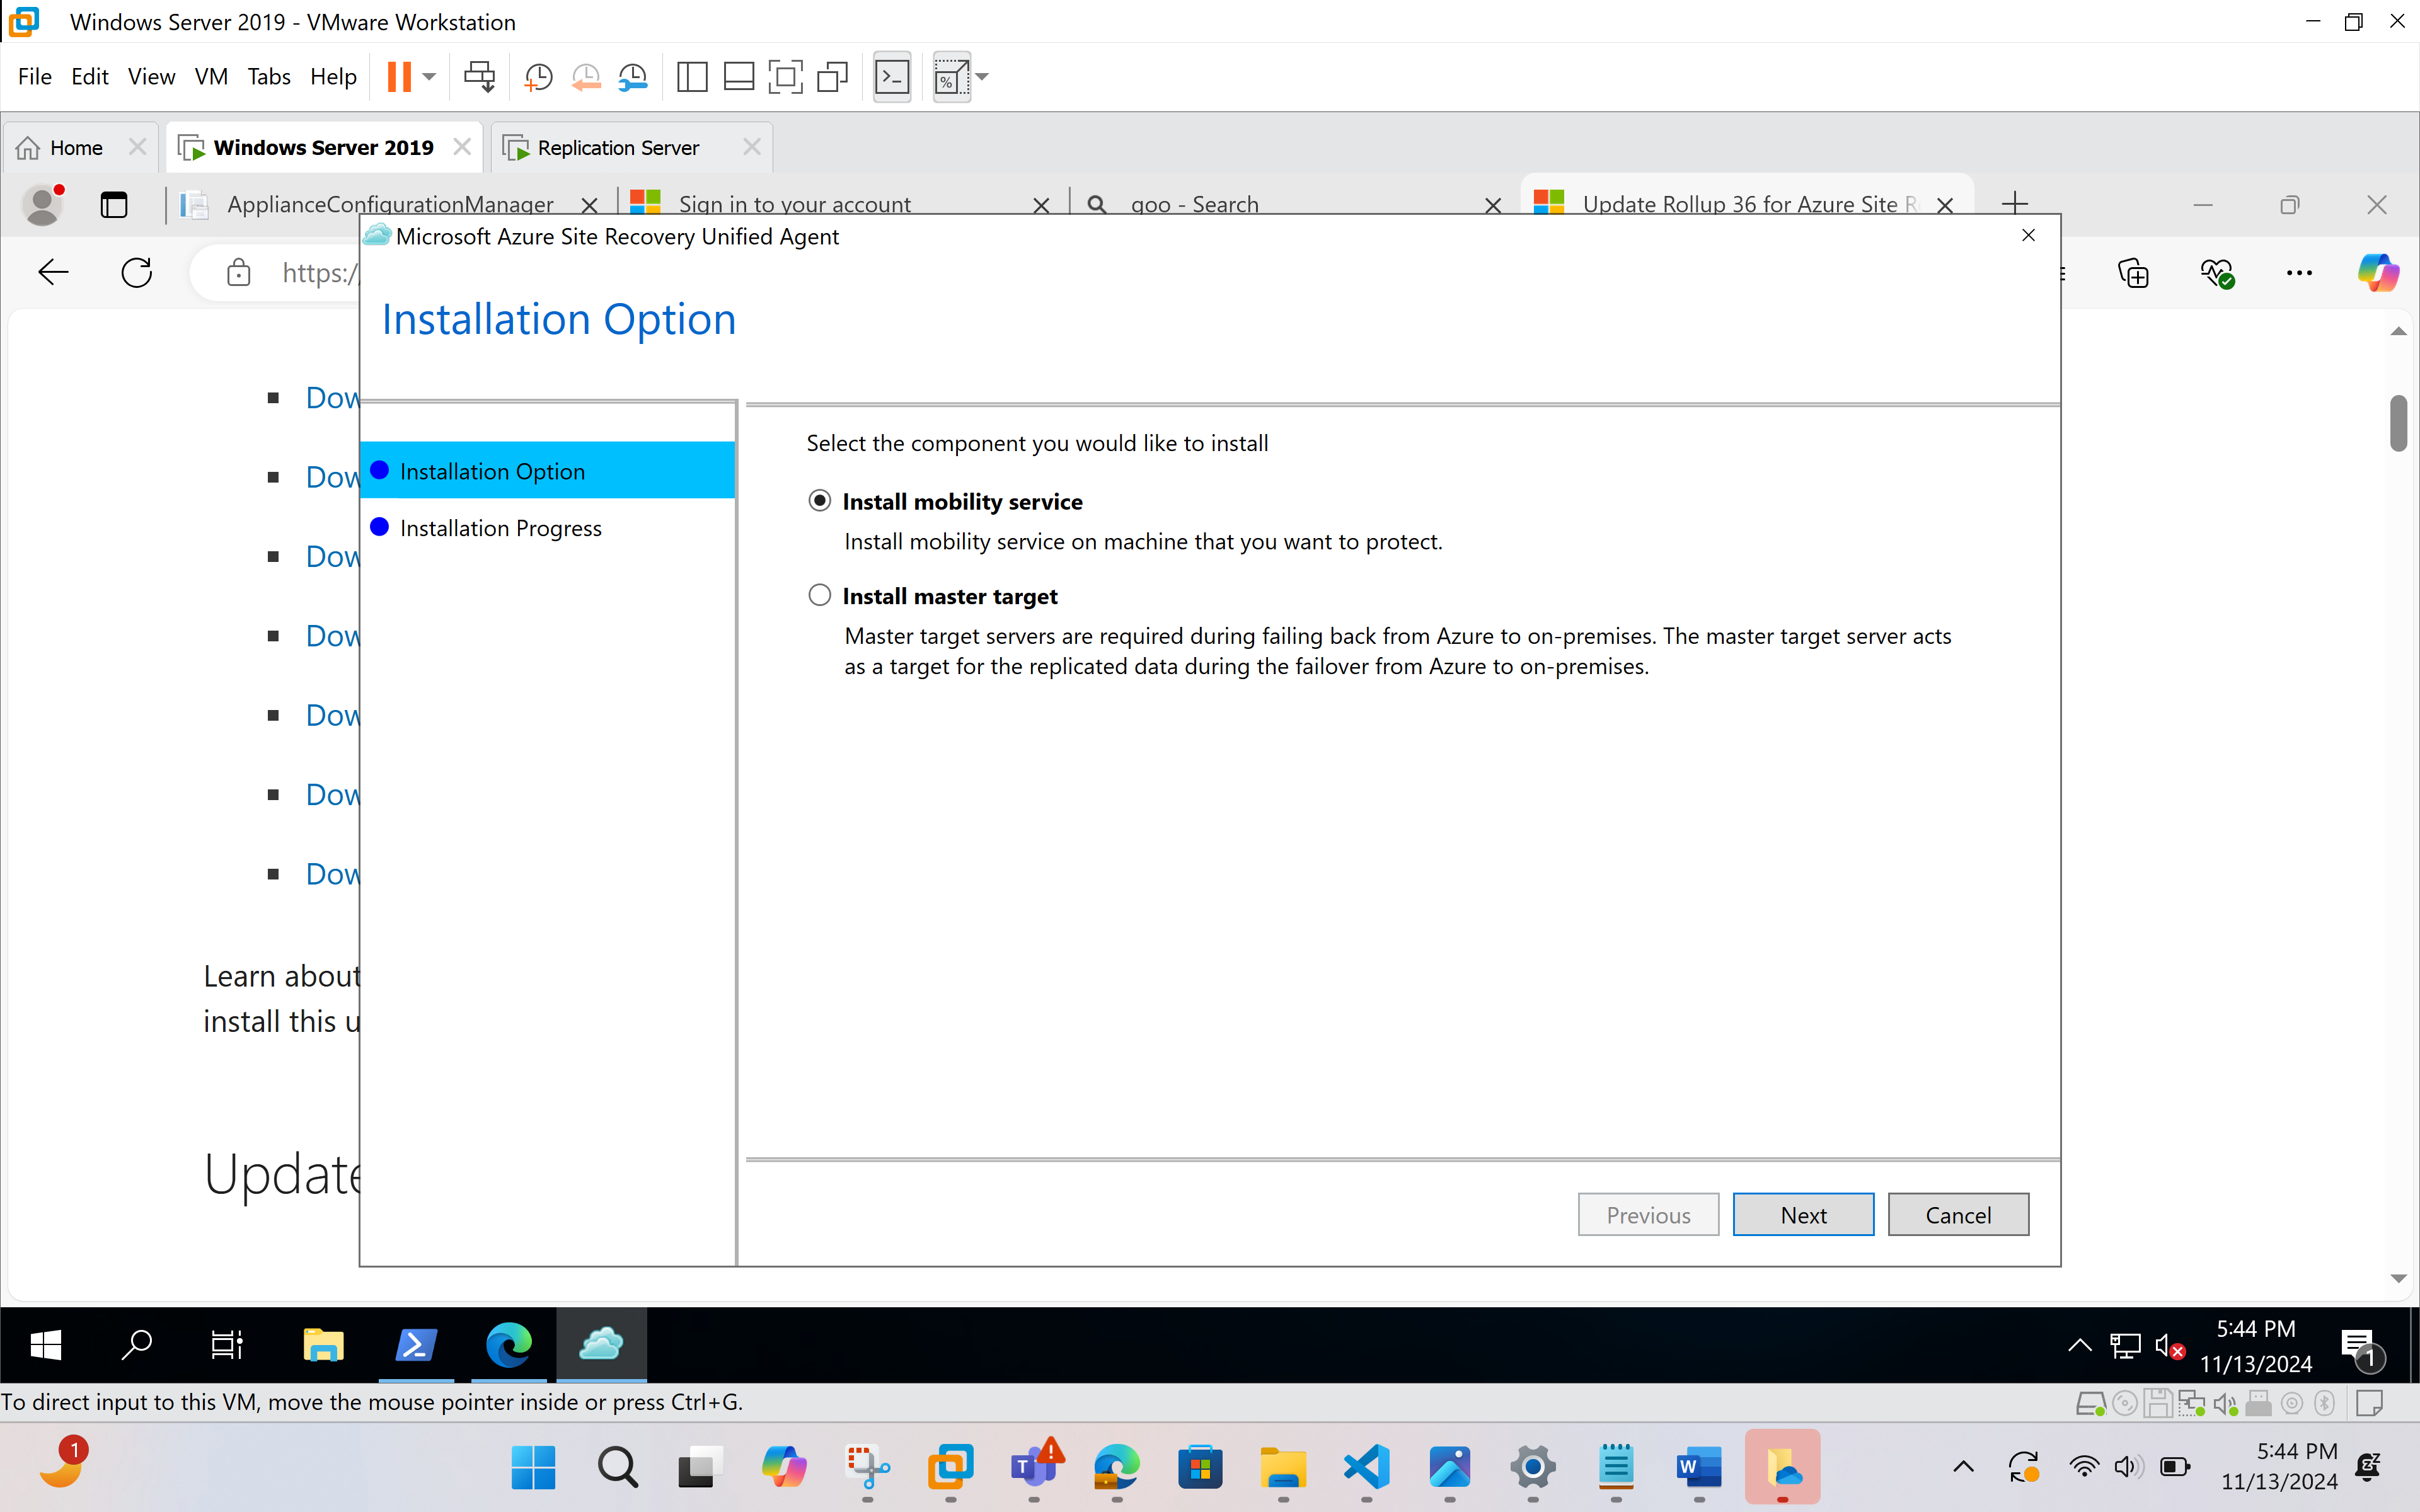 Windows Server 2019 - VMware Workstation
File Edit View VM Tabs Help
Home
Windows Server 2019
Replication Server
ApplianceConfigurationManager
Sign in to your account
goo - Search
Update Rollup 36 for Azure Site R
https:/
Microsoft Azure Site Recovery Unified Agent
Installation Option
Dow
Dow
Dow
Dow
Dow
Dow
Dow
Learn about
install this u
Update
Installation Option
Installation Progress
Select the component you would like to install
Install mobility service
Install mobility service on machine that you want to protect.
Install master target
Master target servers are required during failing back from Azure to on-premises. The master target server acts
as a target for the replicated data during the failover from Azure to on-premises.
Previous
Next
Cancel
5:44 PM
11/13/2024
1
To direct input to this VM, move the mouse pointer inside or press Ctrl+G.
1
5:44 PM
11/13/2024